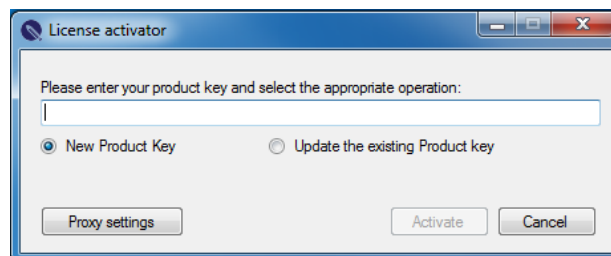 License activator
Please enter your product key and select the appropriate operation:
New Product Key Update the existing Product key
Proxy settings Activate Cancel